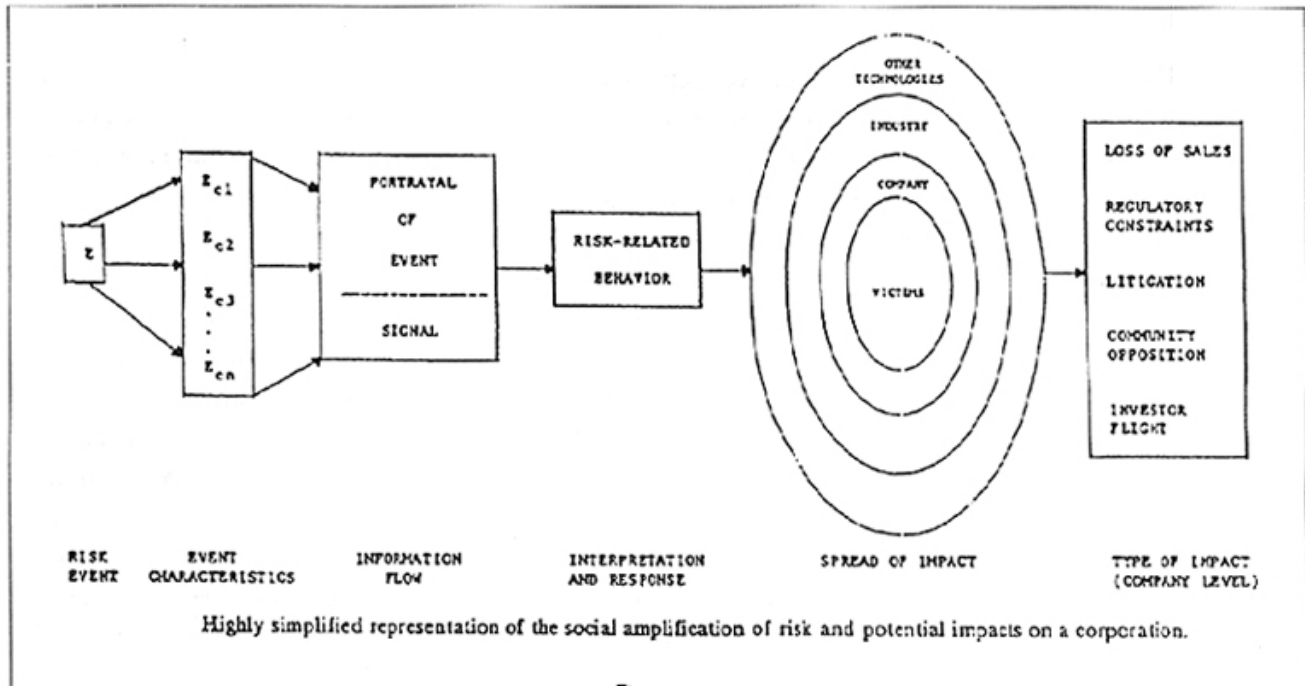 E
E c1
E c2
E c3
.
.
.
E cn
PORTRAYAL
OF
EVENT
SIGNAL
RISK-RELATED
BEHAVIOR
OTHER
TECHNOLOGIES
INDUSTRY
COMPANY
VICTIMS
LOSS OF SALES
REGULATORY
CONSTRAINTS
LITIGATION
COMMUNITY
OPPOSITION
INVESTOR
FLIGHT
RISK
EVENT
EVENT
CHARACTERISTICS
INFORMATION
FLOW
INTERPRETATION
AND RESPONSE
SPREAD OF IMPACT
TYPE OF IMPACT
(COMPANY LEVEL)
Highly simplified representation of the social amplification of risk and potential impacts on a corporation.